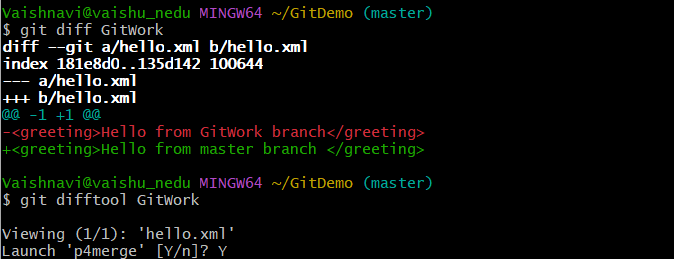 Vaishnavi@vaishu_nedu MINGW64 ~/GitDemo (master)
$ git diff GitWork
diff --git a/hello.xml b/hello.xml
index 181e8d0..135d142 100644
--- a/hello.xml
+++ b/hello.xml
@@ -1 +1 @@
-<greeting>Hello from GitWork branch</greeting>
+<greeting>Hello from master branch </greeting>
Vaishnavi@vaishu_nedu MINGW64 ~/GitDemo (master)
$ git difftool GitWork
Viewing (1/1): 'hello.xml'
Launch 'p4merge' [Y/n]? Y